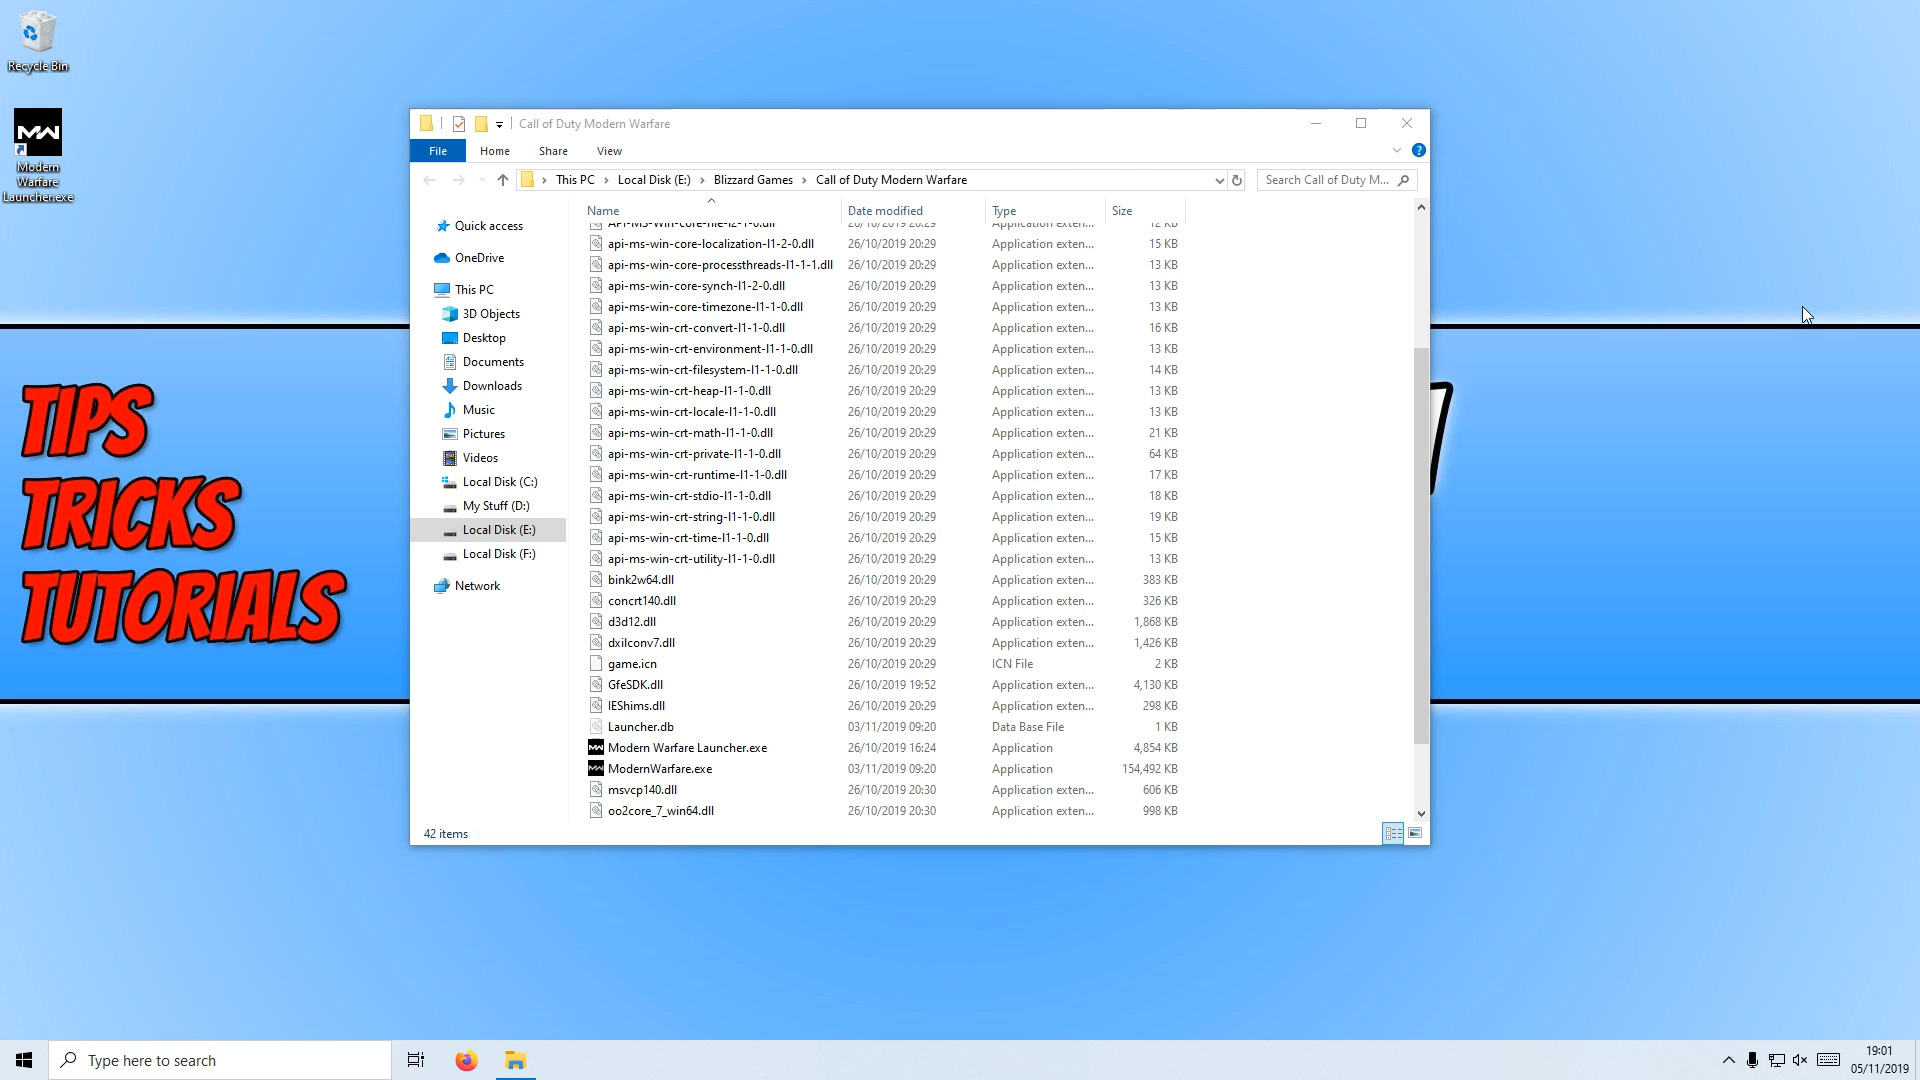 Recycle Bin
MW
Modern
Warfare
Launcher.exe
TIPS
TRICKS
TUTORIALS
Call of Duty Modern Warfare
File Home Share View
This PC Local Disk (E:) Blizzard Games Call of Duty Modern Warfare
Search Call of Duty M...
Quick access
OneDrive
This PC
3D Objects
Desktop
Documents
Downloads
Music
Pictures
Videos
Local Disk (C:)
My Stuff (D:)
Local Disk (E:)
Local Disk (F:)
Network
Name Date modified Type Size
API-MS-Win-core-file-l2-1-0.dll 26/10/2019 20:29 Application exten... 12 KB
api-ms-win-core-localization-l1-2-0.dll 26/10/2019 20:29 Application exten... 15 KB
api-ms-win-core-processthreads-l1-1-1.dll 26/10/2019 20:29 Application exten... 13 KB
api-ms-win-core-synch-l1-2-0.dll 26/10/2019 20:29 Application exten... 13 KB
api-ms-win-core-timezone-l1-1-0.dll 26/10/2019 20:29 Application exten... 13 KB
api-ms-win-crt-convert-l1-1-0.dll 26/10/2019 20:29 Application exten... 16 KB
api-ms-win-crt-environment-l1-1-0.dll 26/10/2019 20:29 Application exten... 13 KB
api-ms-win-crt-filesystem-l1-1-0.dll 26/10/2019 20:29 Application exten... 14 KB
api-ms-win-crt-heap-l1-1-0.dll 26/10/2019 20:29 Application exten... 13 KB
api-ms-win-crt-locale-l1-1-0.dll 26/10/2019 20:29 Application exten... 13 KB
api-ms-win-crt-math-l1-1-0.dll 26/10/2019 20:29 Application exten... 21 KB
api-ms-win-crt-private-l1-1-0.dll 26/10/2019 20:29 Application exten... 64 KB
api-ms-win-crt-runtime-l1-1-0.dll 26/10/2019 20:29 Application exten... 17 KB
api-ms-win-crt-stdio-l1-1-0.dll 26/10/2019 20:29 Application exten... 18 KB
api-ms-win-crt-string-l1-1-0.dll 26/10/2019 20:29 Application exten... 19 KB
api-ms-win-crt-time-l1-1-0.dll 26/10/2019 20:29 Application exten... 15 KB
api-ms-win-crt-utility-l1-1-0.dll 26/10/2019 20:29 Application exten... 13 KB
bink2w64.dll 26/10/2019 20:29 Application exten... 383 KB
concrt140.dll 26/10/2019 20:29 Application exten... 326 KB
d3d12.dll 26/10/2019 20:29 Application exten... 1,868 KB
dxilconv7.dll 26/10/2019 20:29 Application exten... 1,426 KB
game.icn 26/10/2019 20:29 ICN File 2 KB
GfeSDK.dll 26/10/2019 19:52 Application exten... 4,130 KB
IEShims.dll 26/10/2019 20:29 Application exten... 298 KB
Launcher.db 03/11/2019 09:20 Data Base File 1 KB
Modern Warfare Launcher.exe 26/10/2019 16:24 Application 4,854 KB
ModernWarfare.exe 03/11/2019 09:20 Application 154,492 KB
msvcp140.dll 26/10/2019 20:30 Application exten... 606 KB
oo2core_7_win64.dll 26/10/2019 20:30 Application exten... 998 KB
42 items
Type here to search
19:01
05/11/2019